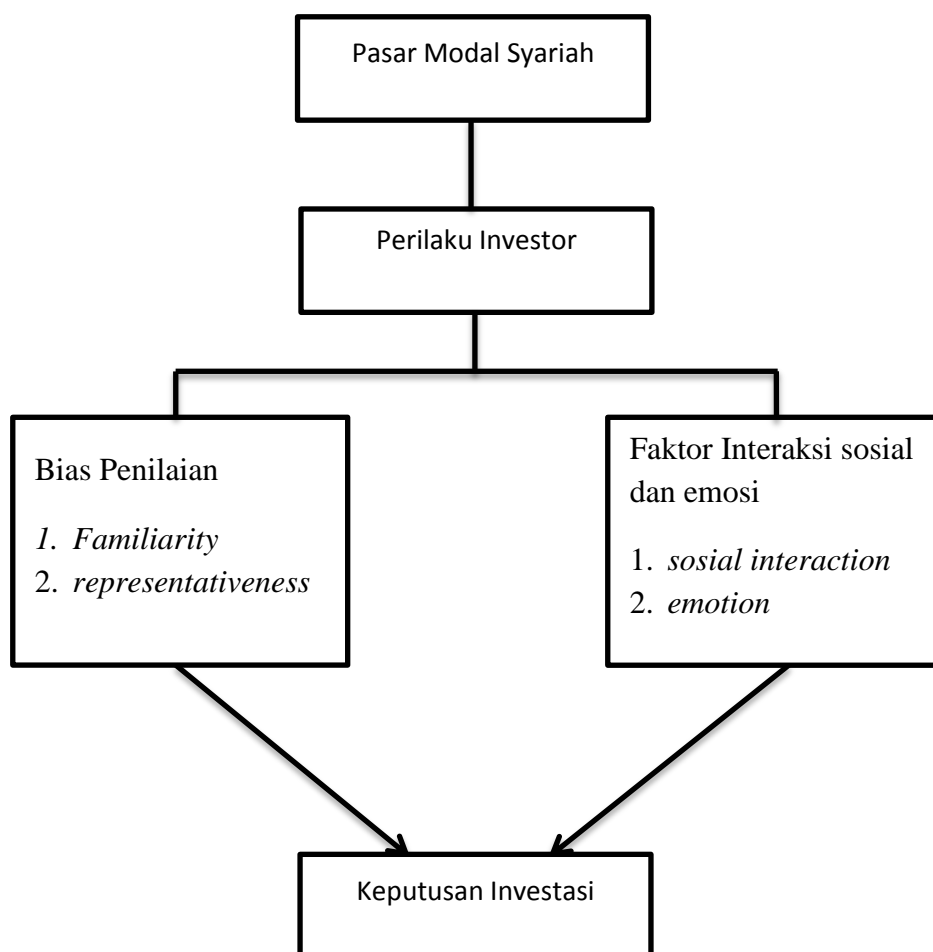 Pasar Modal Syariah
Perilaku Investor
Bias Penilaian
1. Familiarity
2. representativeness
Faktor Interaksi sosial
dan emosi
1. sosial interaction
2. emotion
Keputusan Investasi